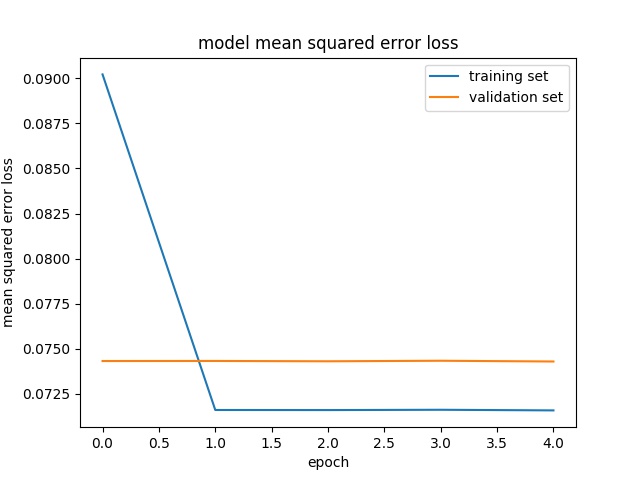 model mean squared error loss
training set
validation set
0.0900
0.0875
0.0850
0.0825
0.0800
0.0775
0.0750
0.0725
mean squared error loss
0.0 0.5 1.0 1.5 2.0 2.5 3.0 3.5 4.0
epoch